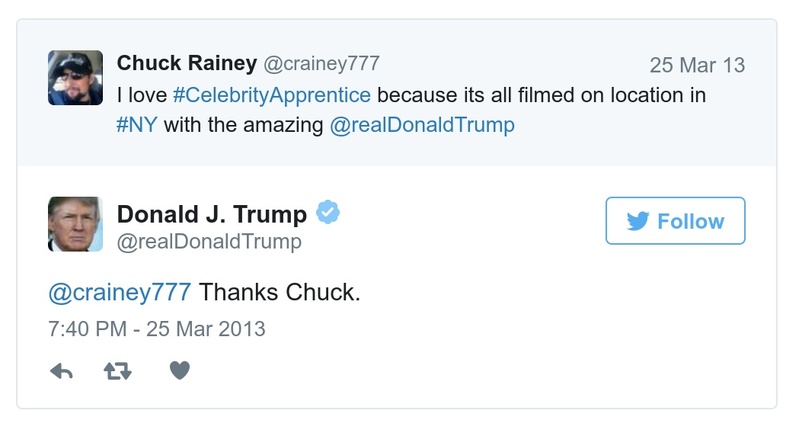 Chuck Rainey @crainey777 25 Mar 13
I love #CelebrityApprentice because its all filmed on location in
#NY with the amazing @realDonaldTrump
Donald J. Trump
@realDonaldTrump
Follow
@crainey777 Thanks Chuck.
7:40 PM - 25 Mar 2013